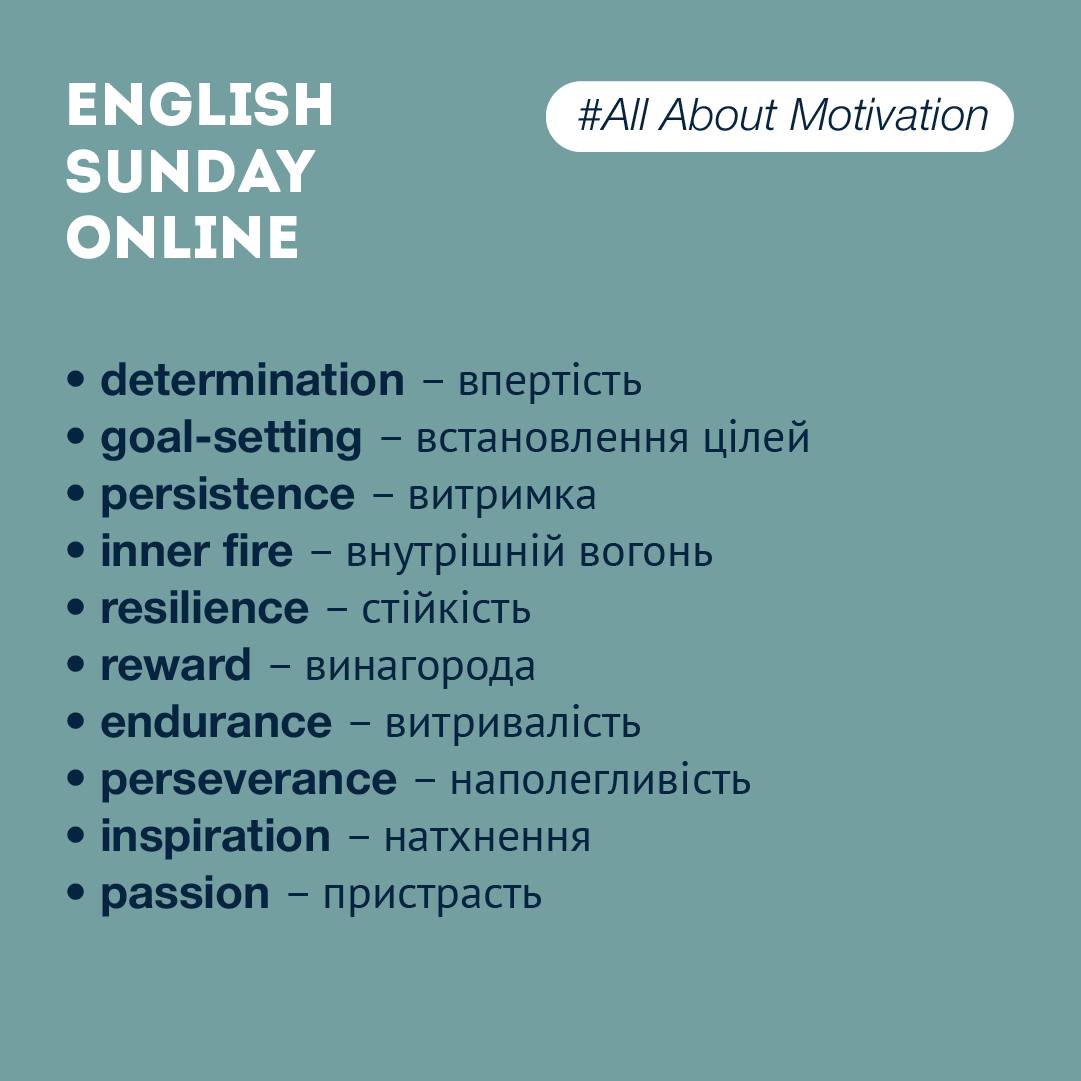 ENGLISH
SUNDAY
ONLINE
#All About Motivation
• determination – впертість
• goal-setting – встановлення цілей
• persistence – витримка
• inner fire – внутрішній вогонь
• resilience – стійкість
• reward – винагорода
• endurance – витривалість
• perseverance – наполегливість
• inspiration – натхнення
• passion – пристрасть